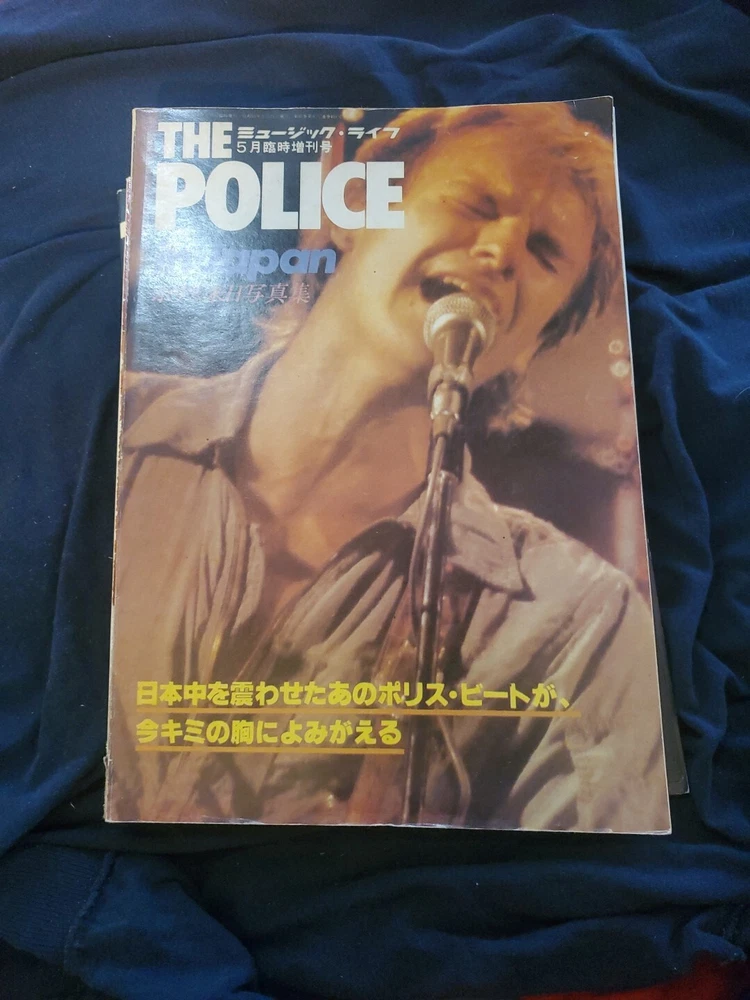 THE ミュージック・ライフ
5月臨時増刊号
POLICE
Japan
日写真集
日本中を震わせたあのポリス・ビートが、
今キミの胸によみがえる